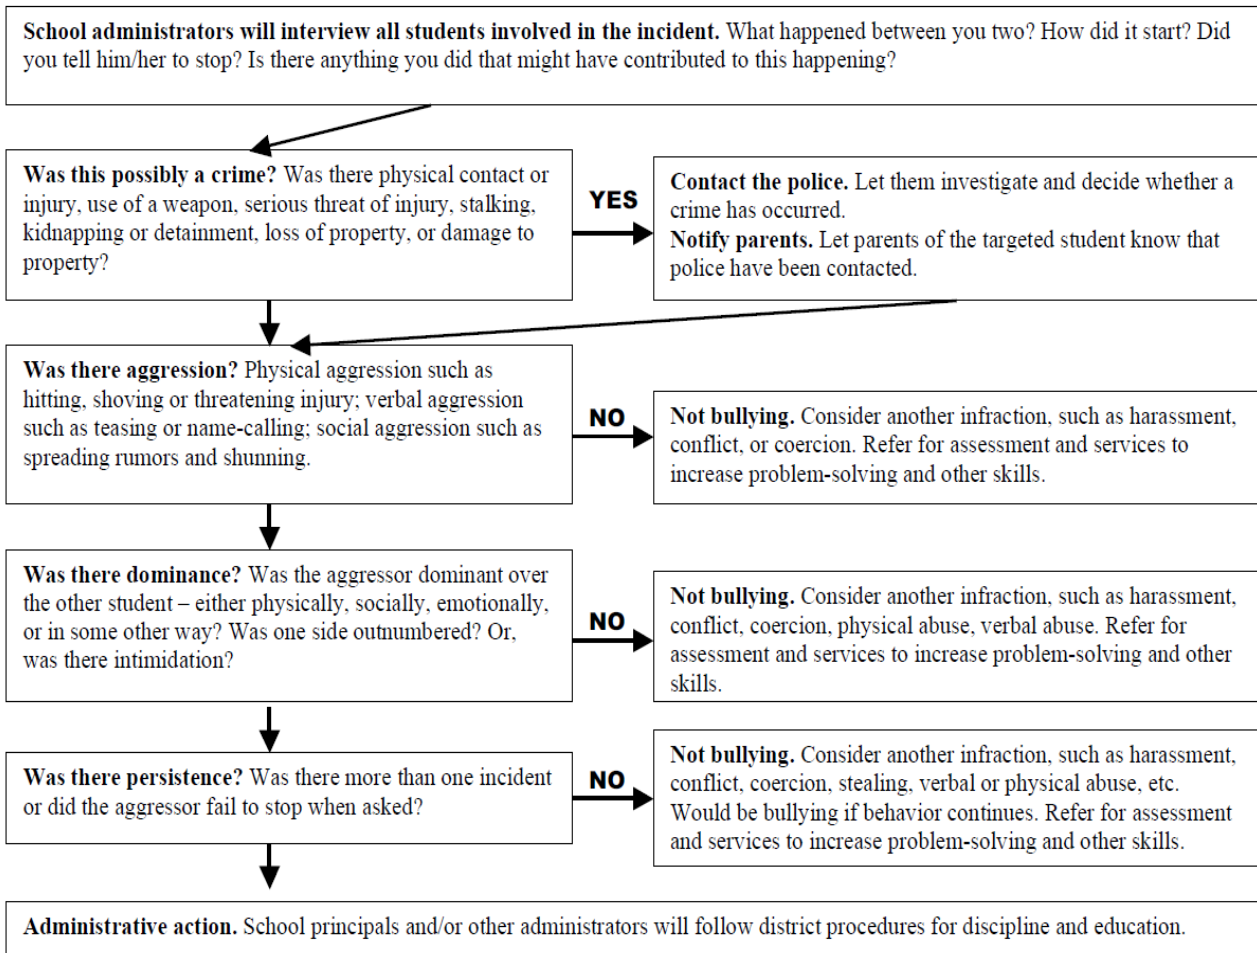 School administrators will interview all students involved in the incident. What happened between you two? How did it start? Did
you tell him/her to stop? Is there anything you did that might have contributed to this happening?
Was this possibly a crime? Was there physical contact or
injury, use of a weapon, serious threat of injury, stalking,
kidnapping or detainment, loss of property, or damage to
property?
YES
Contact the police. Let them investigate and decide whether a
crime has occurred.
Notify parents. Let parents of the targeted student know that
police have been contacted.
Was there aggression? Physical aggression such as
hitting, shoving or threatening injury; verbal aggression
such as teasing or name-calling; social aggression such as
spreading rumors and shunning.
NO
Not bullying. Consider another infraction, such as harassment,
conflict, or coercion. Refer for assessment and services to
increase problem-solving and other skills.
Was there dominance? Was the aggressor dominant over
the other student – either physically, socially, emotionally,
or in some other way? Was one side outnumbered? Or,
was there intimidation?
NO
Not bullying. Consider another infraction, such as harassment,
conflict, coercion, physical abuse, verbal abuse. Refer for
assessment and services to increase problem-solving and other
skills.
Was there persistence? Was there more than one incident
or did the aggressor fail to stop when asked?
NO
Not bullying. Consider another infraction, such as harassment,
conflict, coercion, stealing, verbal or physical abuse, etc.
Would be bullying if behavior continues. Refer for assessment
and services to increase problem-solving and other skills.
Administrative action. School principals and/or other administrators will follow district procedures for discipline and education.